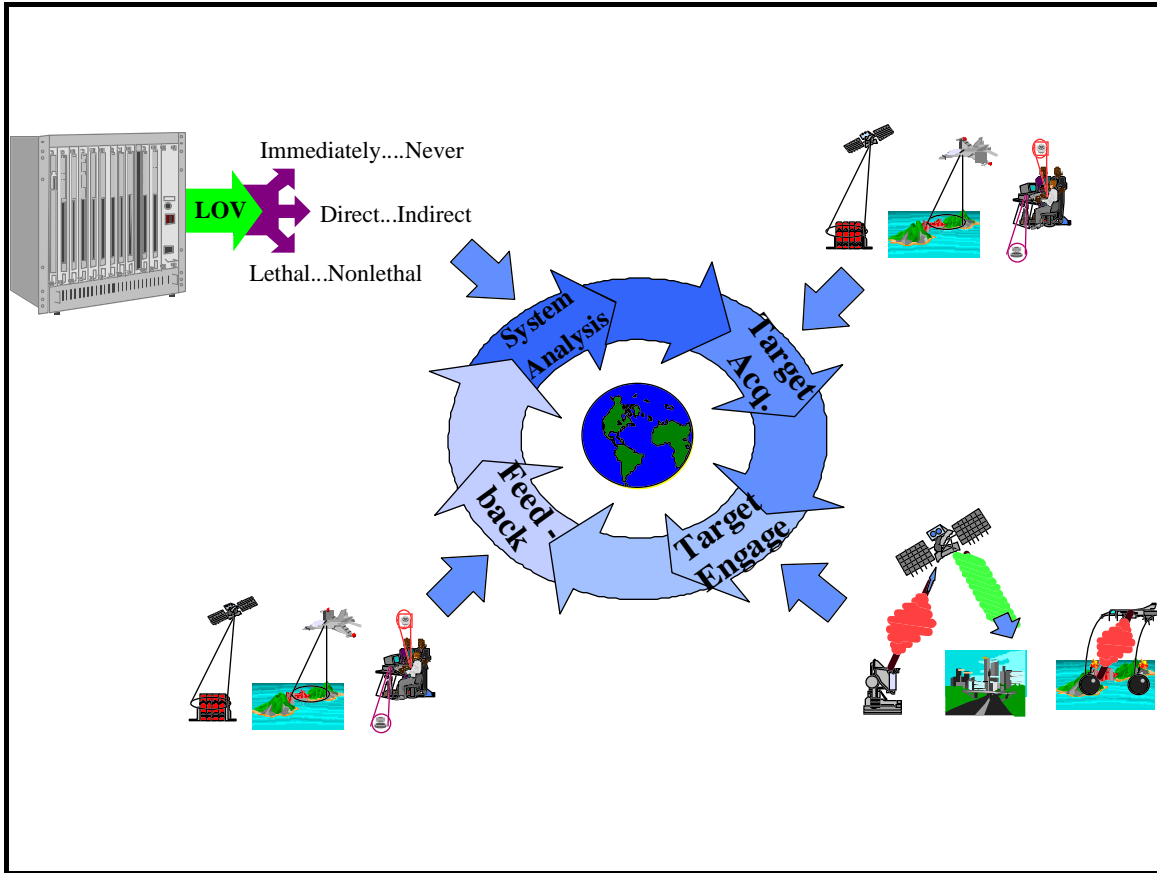 LOV
Immediately....Never
Direct...Indirect
Lethal...Nonlethal
System
Analysis
Target
Acq.
Target
Engage
Feed -
back